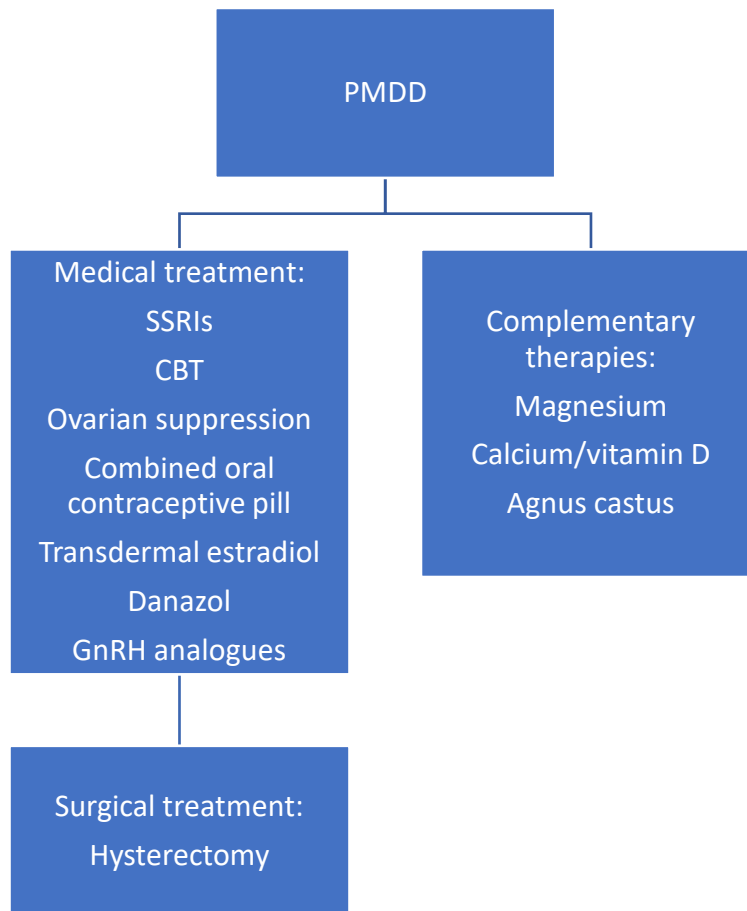 PMDD
Medical treatment:
SSRIs
CBT
Ovarian suppression
Combined oral
contraceptive pill
Transdermal estradiol
Danazol
GnRH analogues
Complementary
therapies:
Magnesium
Calcium/vitamin D
Agnus castus
Surgical treatment:
Hysterectomy